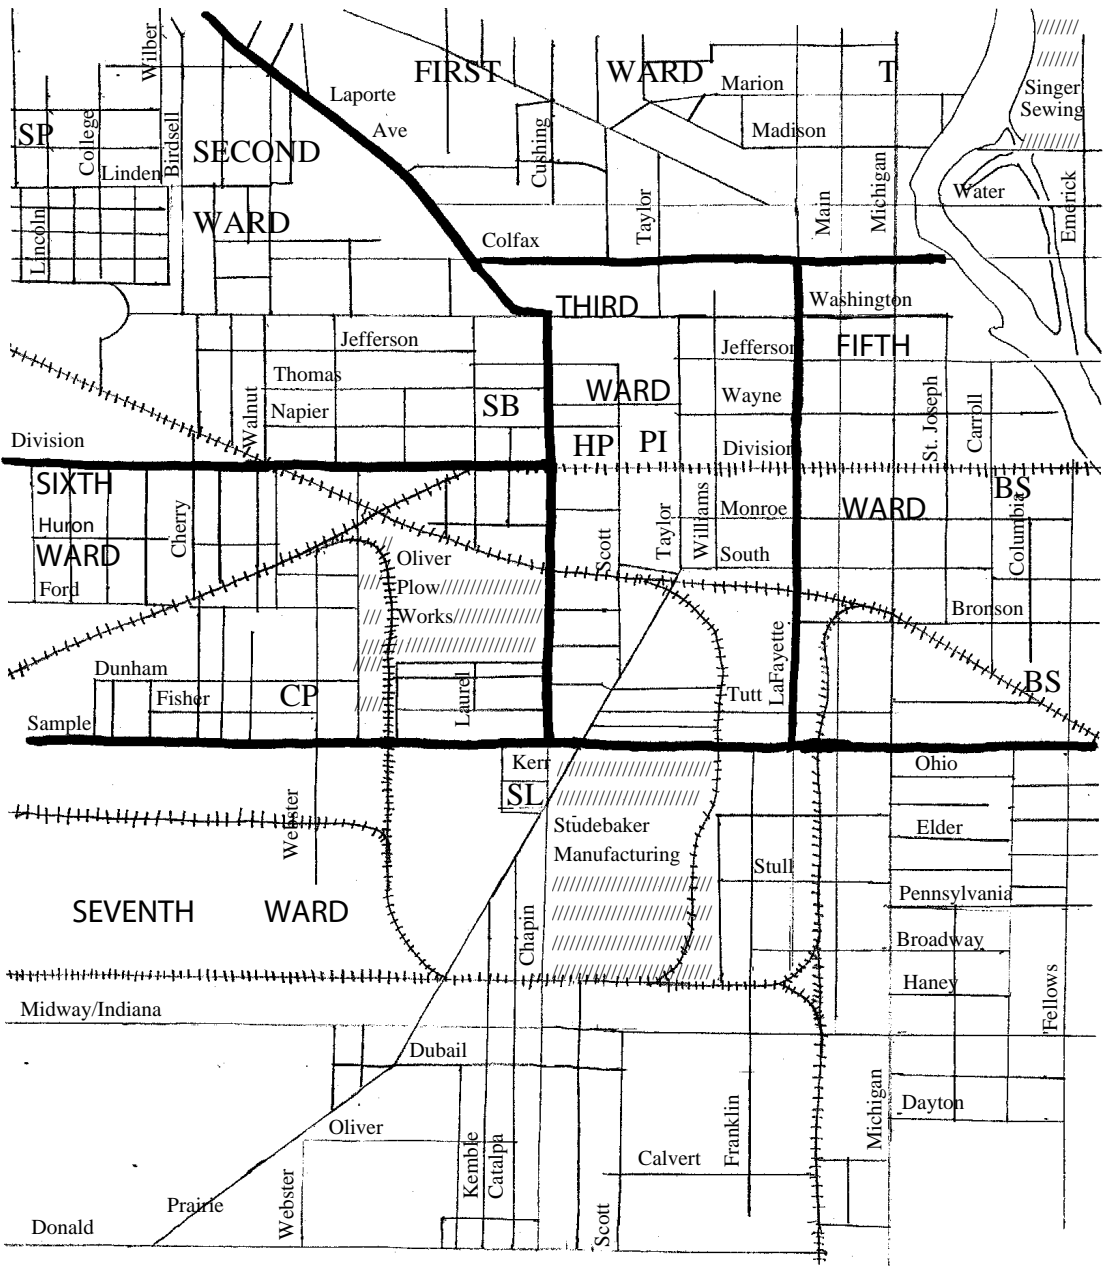 Wilber
FIRST WARD T
Marion
Singer
Sewing
Laporte
Ave
SP
College
Birdsell
SECOND
Linden
Cushing
Madison
Michigan
Water
Emerick
WARD
Lincoln
Taylor
Main
Colfax
THIRD
Washington
Jefferson
Jefferson
FIFTH
Thomas
WARD
Wayne
Walnut
Napier
SB
St. Joseph
Carroll
Division
HP PI
Division
SIXTH
BS
Huron
Cherry
WARD
Williams
Monroe
WARD
Columbia
Oliver
Scott
Taylor
South
Ford
Plow
Works
Bronson
Dunham
Fisher
CP
Laurel
Tutt
LaFayette
BS
Sample
Kerr
Ohio
SL
Webster
Studebaker
Manufacturing
Elder
Stull
Pennsylvania
SEVENTH WARD
Chapin
Broadway
Haney
Fellows
Midway/Indiana
Dubail
Dayton
Oliver
Franklin
Michigan
Calvert
Kemble
Catalpa
Prairie
Webster
Scott
Donald